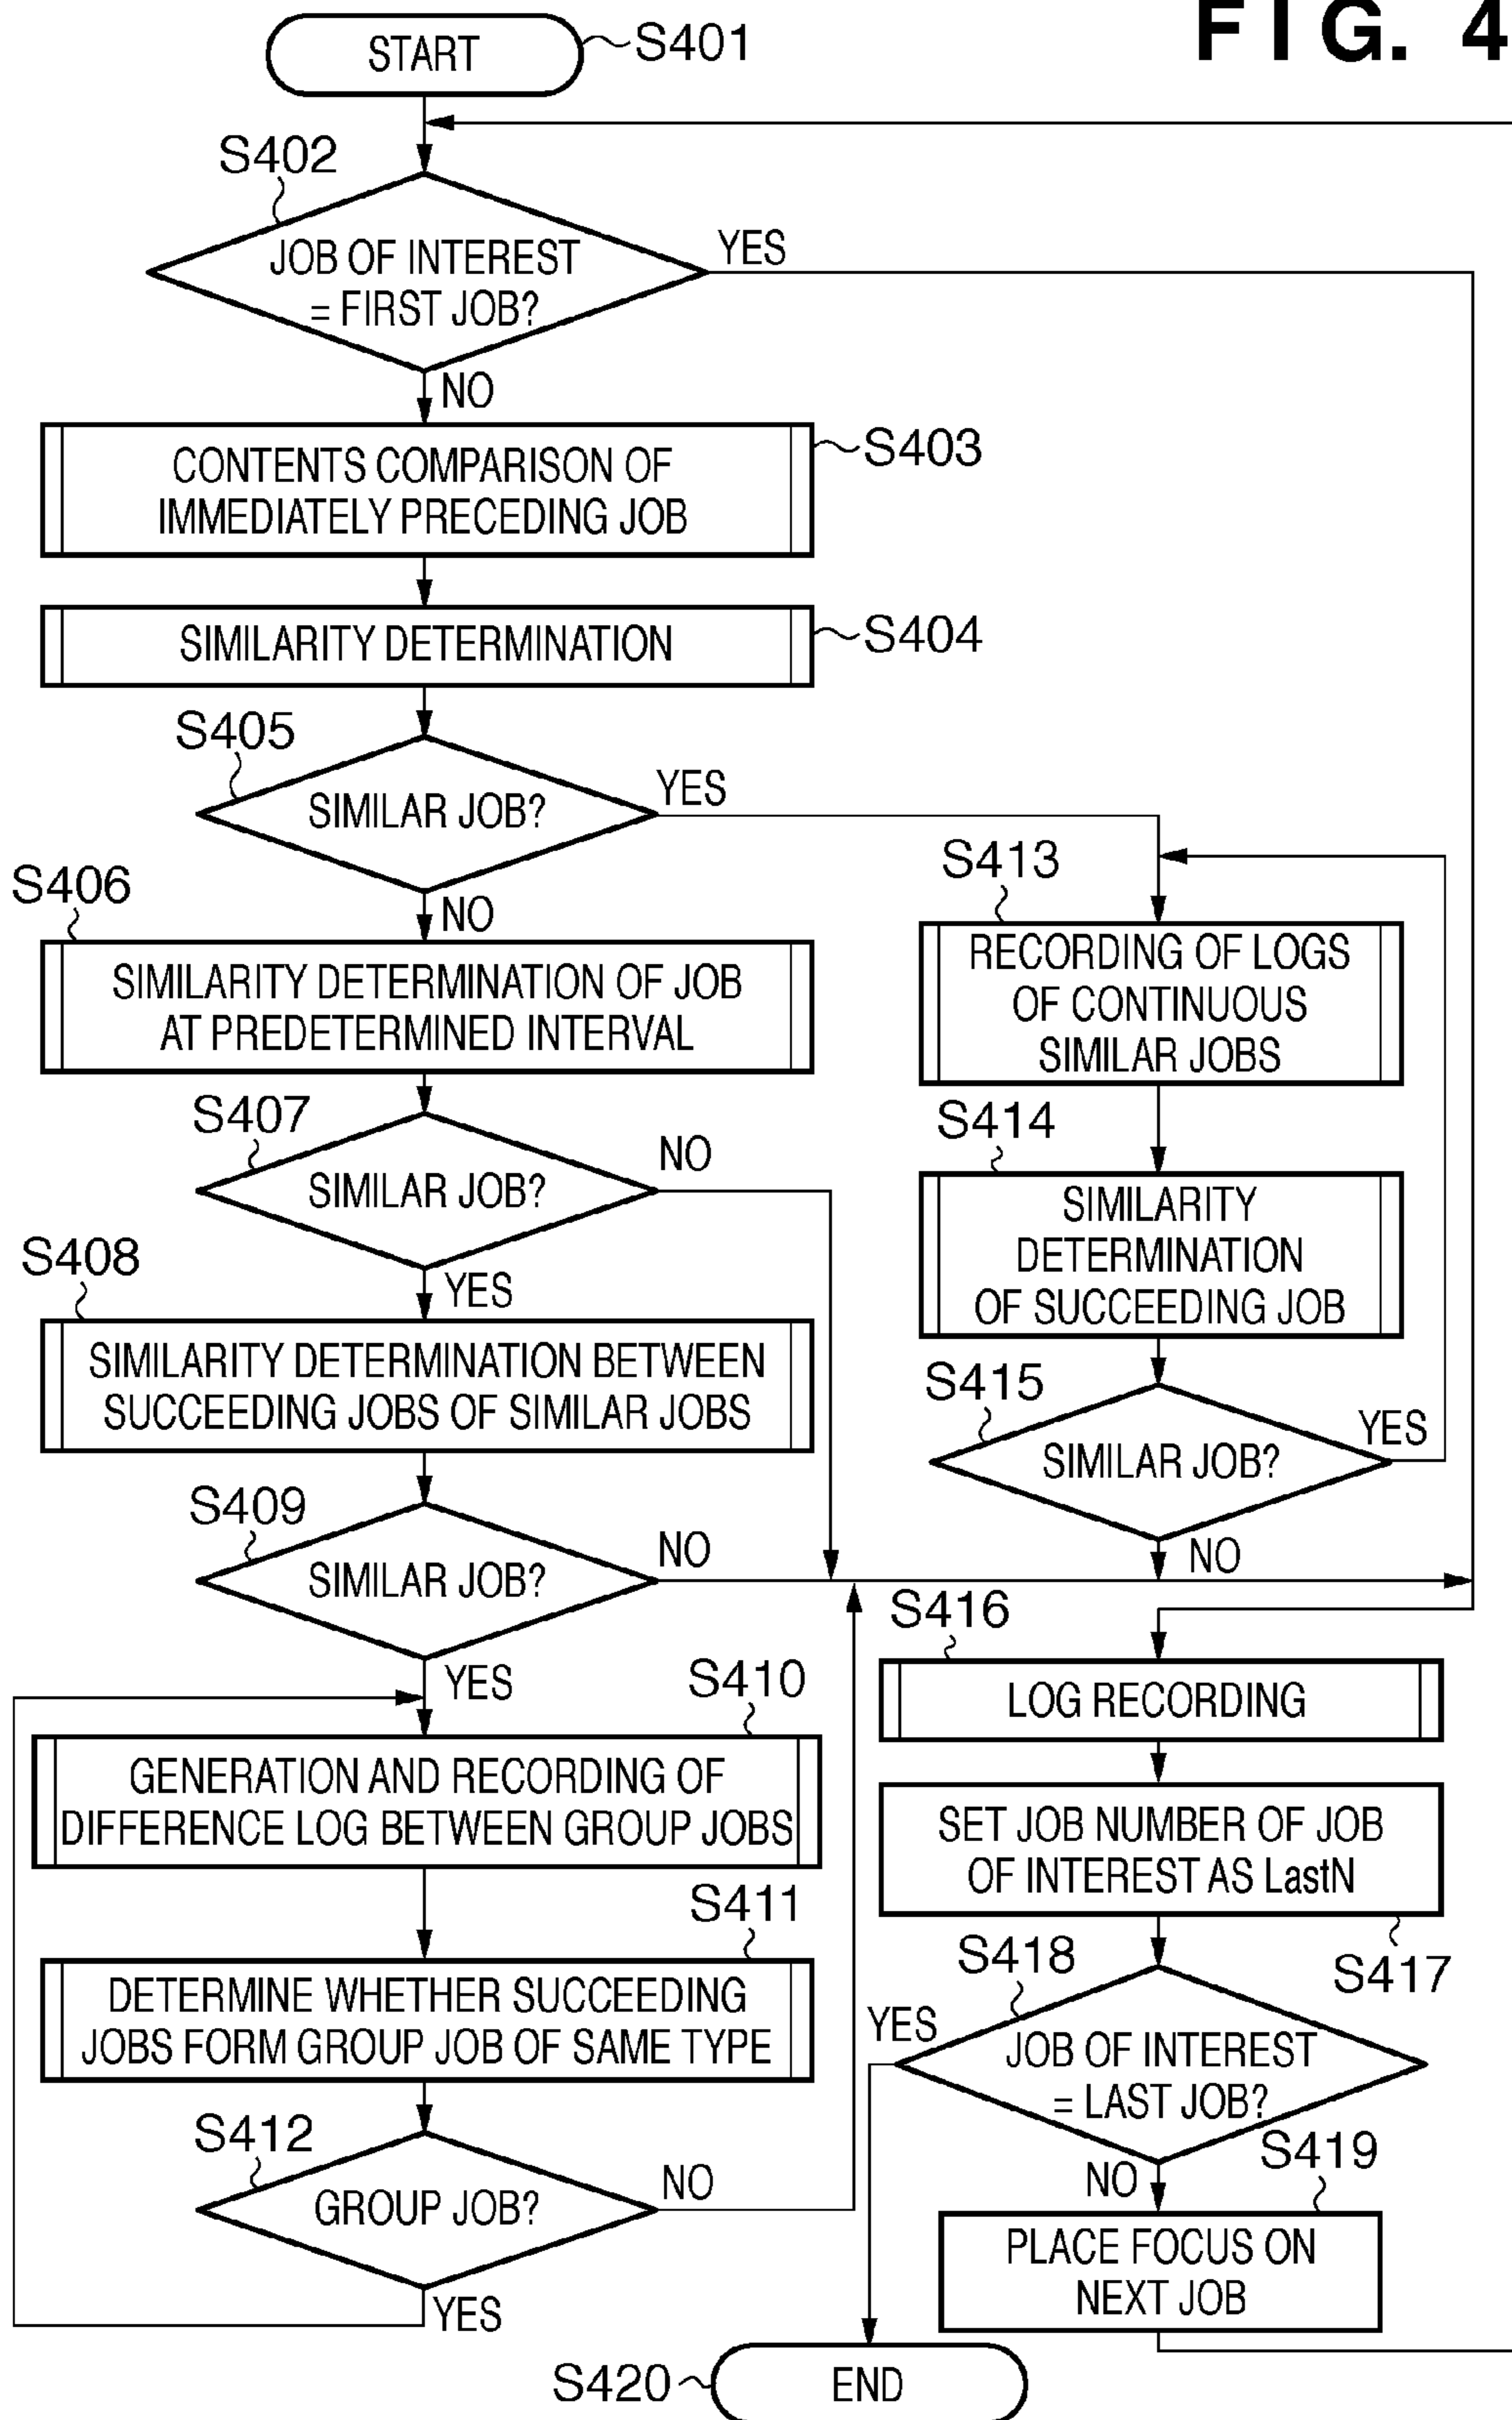 FIG. 4
START
S401
S402
JOB OF INTEREST
= FIRST JOB?
YES
NO
CONTENTS COMPARISON OF
IMMEDIATELY PRECEDING JOB
S403
SIMILARITY DETERMINATION
S404
S405
SIMILAR JOB?
YES
NO
S406
SIMILARITY DETERMINATION OF JOB
AT PREDETERMINED INTERVAL
S407
SIMILAR JOB?
NO
YES
S408
SIMILARITY DETERMINATION BETWEEN
SUCCEEDING JOBS OF SIMILAR JOBS
S409
SIMILAR JOB?
NO
YES
S410
GENERATION AND RECORDING OF
DIFFERENCE LOG BETWEEN GROUP JOBS
S411
DETERMINE WHETHER SUCCEEDING
JOBS FORM GROUP JOB OF SAME TYPE
S412
GROUP JOB?
NO
YES
S413
RECORDING OF LOGS
OF CONTINUOUS
SIMILAR JOBS
S414
SIMILARITY
DETERMINATION
OF SUCCEEDING JOB
S415
SIMILAR JOB?
YES
NO
S416
LOG RECORDING
SET JOB NUMBER OF JOB
OF INTEREST AS LastN
S417
S418
YES
JOB OF INTEREST
= LAST JOB?
NO
S419
PLACE FOCUS ON
NEXT JOB
S420
END